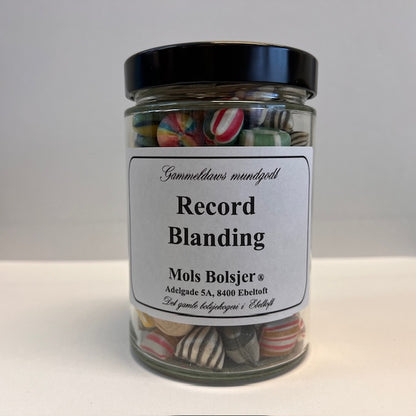 Gammeldaws mundgodt
Record
Blanding
Mols Bolsjer ®
Adelgade 5A, 8400 Ebeltoft
Det gamle bolsjekogeri i Ebeltoft